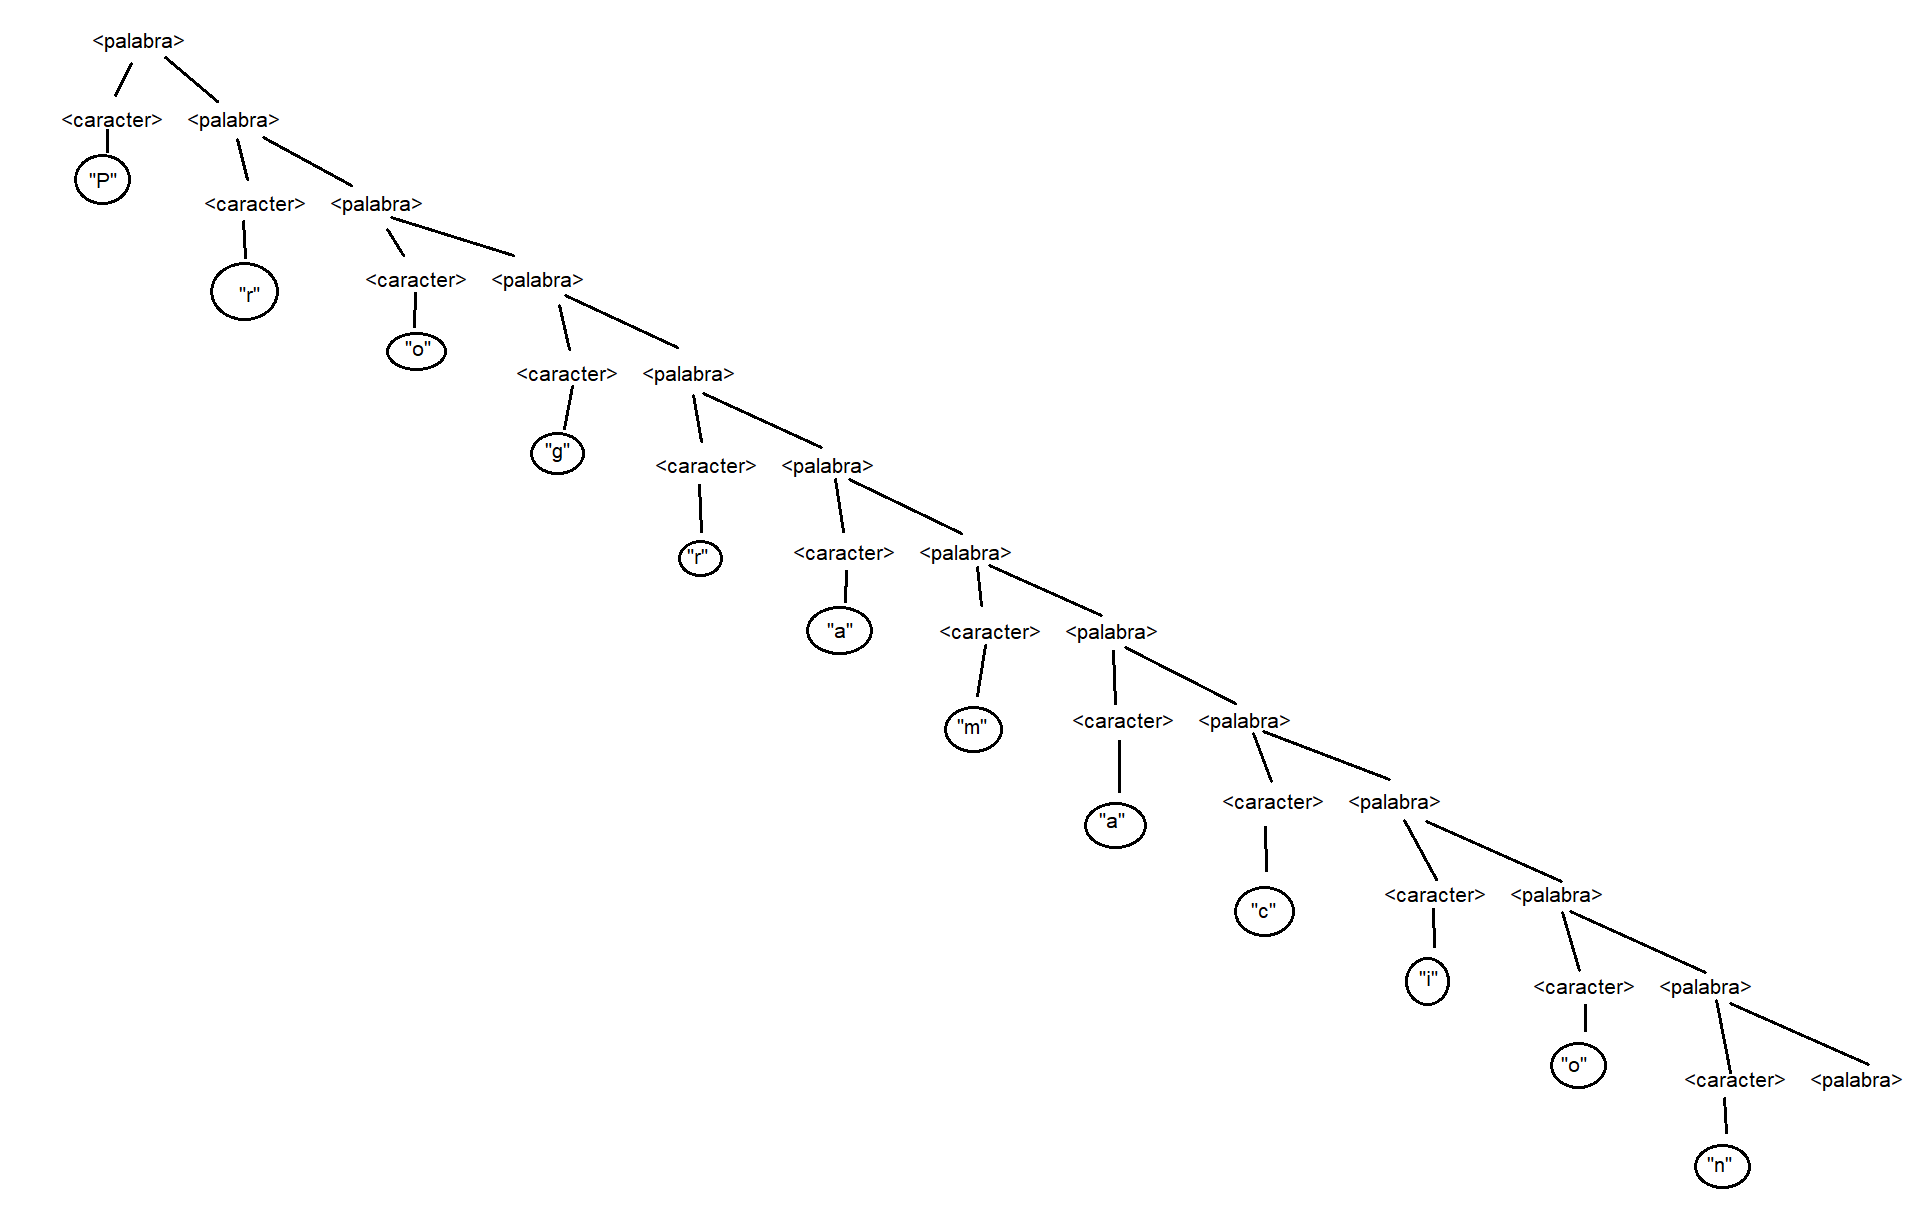 <palabra>
<caracter> <palabra>
"P"
<caracter> <palabra>
<caracter> <palabra>
"r"
"o"
<caracter> <palabra>
"g"
<caracter> <palabra>
"r"
<caracter> <palabra>
"a"
<caracter> <palabra>
"m"
<caracter> <palabra>
"a"
<caracter> <palabra>
"c"
<caracter> <palabra>
"i"
<caracter> <palabra>
"o"
<caracter> <palabra>
"n"